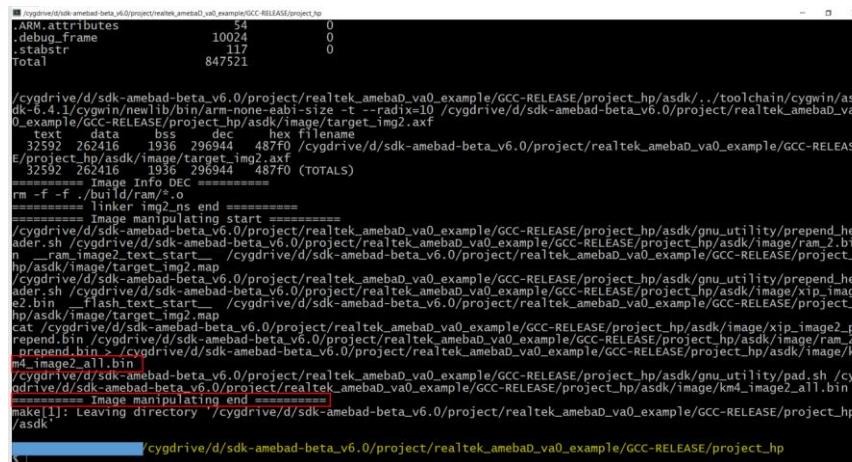 /cygdrive/d/sdk-amebad-beta_v6.0/project/realtek_amebaD_va0_example/GCC-RELEASE/project_hp
.ARM.attributes 54 0
.debug_frame 10024 0
.stabstr 117 0
Total 847521
/cygdrive/d/sdk-amebad-beta_v6.0/project/realtek_amebaD_va0_example/GCC-RELEASE/project_hp/asdk/../toolchain/cygwin/as
dk-6.4.1/cygwin/newlib/bin/arm-none-eabi-size -t --radix=10 /cygdrive/d/sdk-amebad-beta_v6.0/project/realtek_amebaD_va
0_example/GCC-RELEASE/project_hp/asdk/image/target_img2.axf
text data bss dec hex filename
32592 262416 1936 296944 487f0 /cygdrive/d/sdk-amebad-beta_v6.0/project/realtek_amebaD_va0_example/GCC-RELEAS
E/project_hp/asdk/image/target_img2.axf
32592 262416 1936 296944 487f0 (TOTALS)
========== Image Info DEC ==========
rm -f -f ./build/ram/*.o
========== linker img2_ns end ==========
========== Image manipulating start ==========
/cygdrive/d/sdk-amebad-beta_v6.0/project/realtek_amebaD_va0_example/GCC-RELEASE/project_hp/asdk/gnu_utility/prepend_he
ader.sh /cygdrive/d/sdk-amebad-beta_v6.0/project/realtek_amebaD_va0_example/GCC-RELEASE/project_hp/asdk/image/ram_2.bi
n __ram_image2_text_start__ /cygdrive/d/sdk-amebad-beta_v6.0/project/realtek_amebaD_va0_example/GCC-RELEASE/project_
hp/asdk/image/target_img2.map
/cygdrive/d/sdk-amebad-beta_v6.0/project/realtek_amebaD_va0_example/GCC-RELEASE/project_hp/asdk/gnu_utility/prepend_he
ader.sh /cygdrive/d/sdk-amebad-beta_v6.0/project/realtek_amebaD_va0_example/GCC-RELEASE/project_hp/asdk/image/xip_imag
e2.bin __flash_text_start__ /cygdrive/d/sdk-amebad-beta_v6.0/project/realtek_amebaD_va0_example/GCC-RELEASE/project_
hp/asdk/image/target_img2.map
cat /cygdrive/d/sdk-amebad-beta_v6.0/project/realtek_amebaD_va0_example/GCC-RELEASE/project_hp/asdk/image/xip_image2_p
repend.bin /cygdrive/d/sdk-amebad-beta_v6.0/project/realtek_amebaD_va0_example/GCC-RELEASE/project_hp/asdk/image/ram_2
_prepend.bin > /cygdrive/d/sdk-amebad-beta_v6.0/project/realtek_amebaD_va0_example/GCC-RELEASE/project_hp/asdk/image/k
m4_image2_all.bin
/cygdrive/d/sdk-amebad-beta_v6.0/project/realtek_amebaD_va0_example/GCC-RELEASE/project_hp/asdk/gnu_utility/pad.sh /cy
gdrive/d/sdk-amebad-beta_v6.0/project/realtek_amebaD_va0_example/GCC-RELEASE/project_hp/asdk/image/km4_image2_all.bin
========== Image manipulating end ==========
make[1]: Leaving directory '/cygdrive/d/sdk-amebad-beta_v6.0/project/realtek_amebaD_va0_example/GCC-RELEASE/project_hp
/asdk'
/cygdrive/d/sdk-amebad-beta_v6.0/project/realtek_amebaD_va0_example/GCC-RELEASE/project_hp